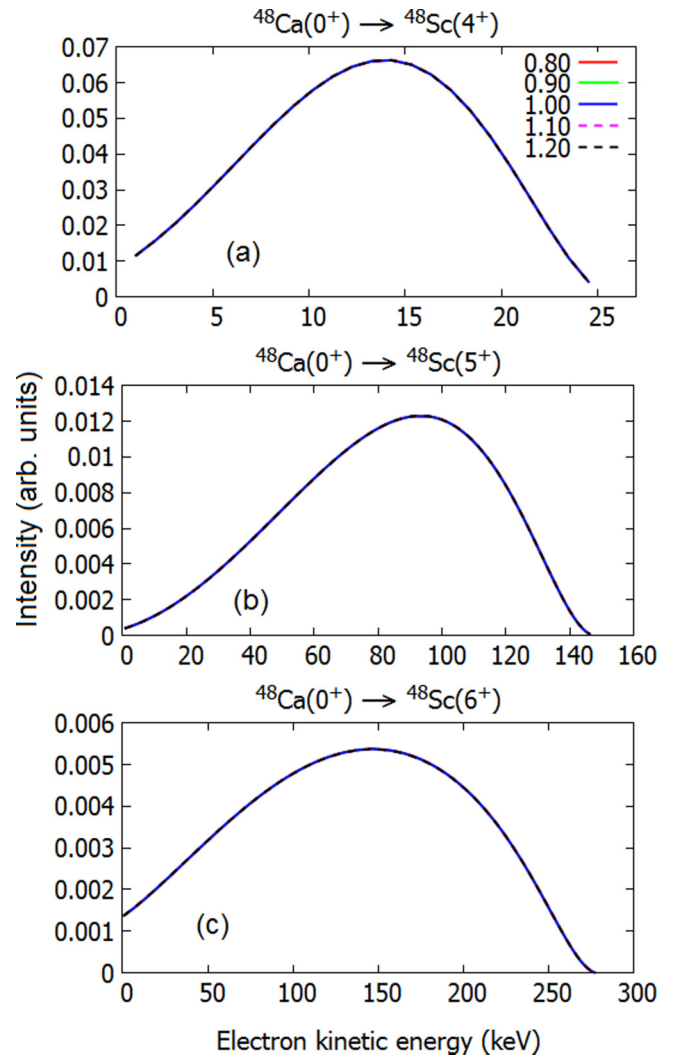 ⁴⁸Ca(0⁺) → ⁴⁸Sc(4⁺)
0.07
0.06
0.05
0.04
0.03
0.02
0.01
0
0.80
0.90
1.00
1.10
1.20
(a)
0 5 10 15 20 25
⁴⁸Ca(0⁺) → ⁴⁸Sc(5⁺)
Intensity (arb. units)
0.014
0.012
0.01
0.008
0.006
0.004
0.002
0
(b)
0 20 40 60 80 100 120 140 160
⁴⁸Ca(0⁺) → ⁴⁸Sc(6⁺)
0.006
0.005
0.004
0.003
0.002
0.001
0
(c)
0 50 100 150 200 250 300
Electron kinetic energy (keV)